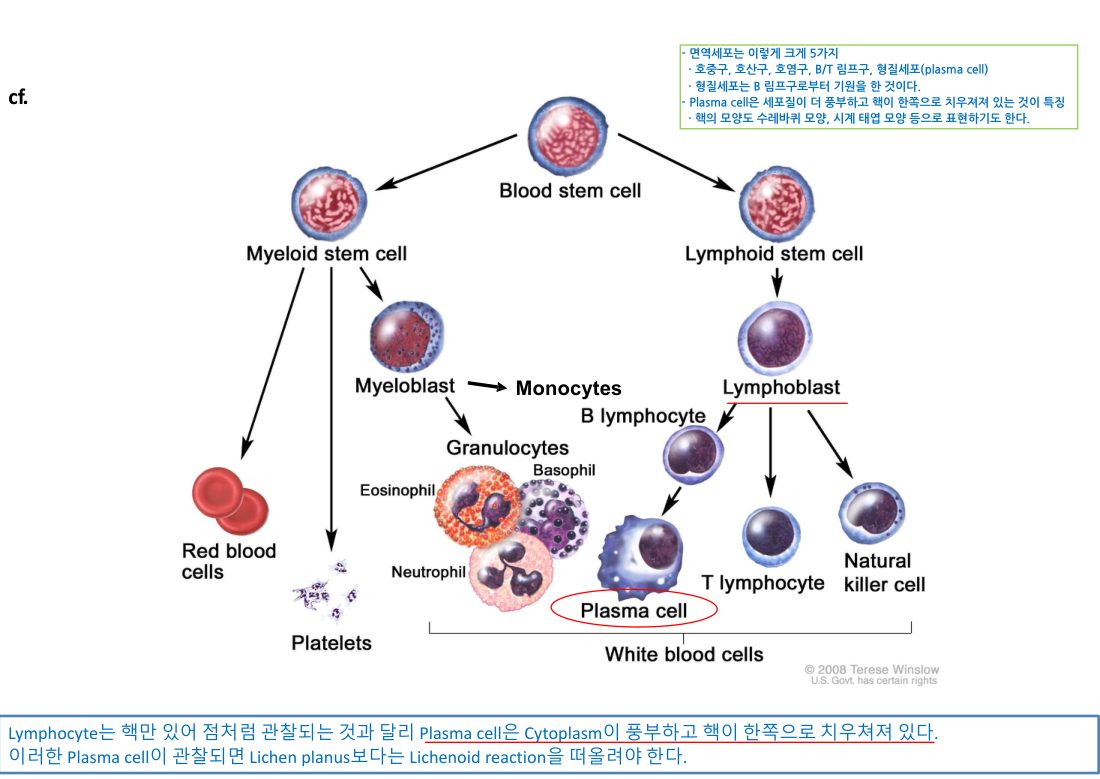 - 면역세포는 이렇게 크게 5가지
· 호중구, 호산구, 호염구, B/T 림프구, 형질세포(plasma cell)
· 형질세포는 B 림프구로부터 기원을 한 것이다.
- Plasma cell은 세포질이 더 풍부하고 핵이 한쪽으로 치우져져 있는 것이 특징
· 핵의 모양도 수레바퀴 모양, 시계 태엽 모양 등으로 표현하기도 한다.
cf.
Blood stem cell
Myeloid stem cell
Lymphoid stem cell
Myeloblast
Monocytes
Lymphoblast
B lymphocyte
Granulocytes
Basophil
Eosinophil
Neutrophil
Red blood
cells
Platelets
Plasma cell
T lymphocyte
Natural
killer cell
White blood cells
© 2008 Terese Winslow
U.S. Govt. has certain rights
Lymphocyte는 핵만 있어 점처럼 관찰되는 것과 달리 Plasma cell은 Cytoplasm이 풍부하고 핵이 한쪽으로 치우쳐져 있다.
이러한 Plasma cell이 관찰되면 Lichen planus보다는 Lichenoid reaction을 떠올려야 한다.